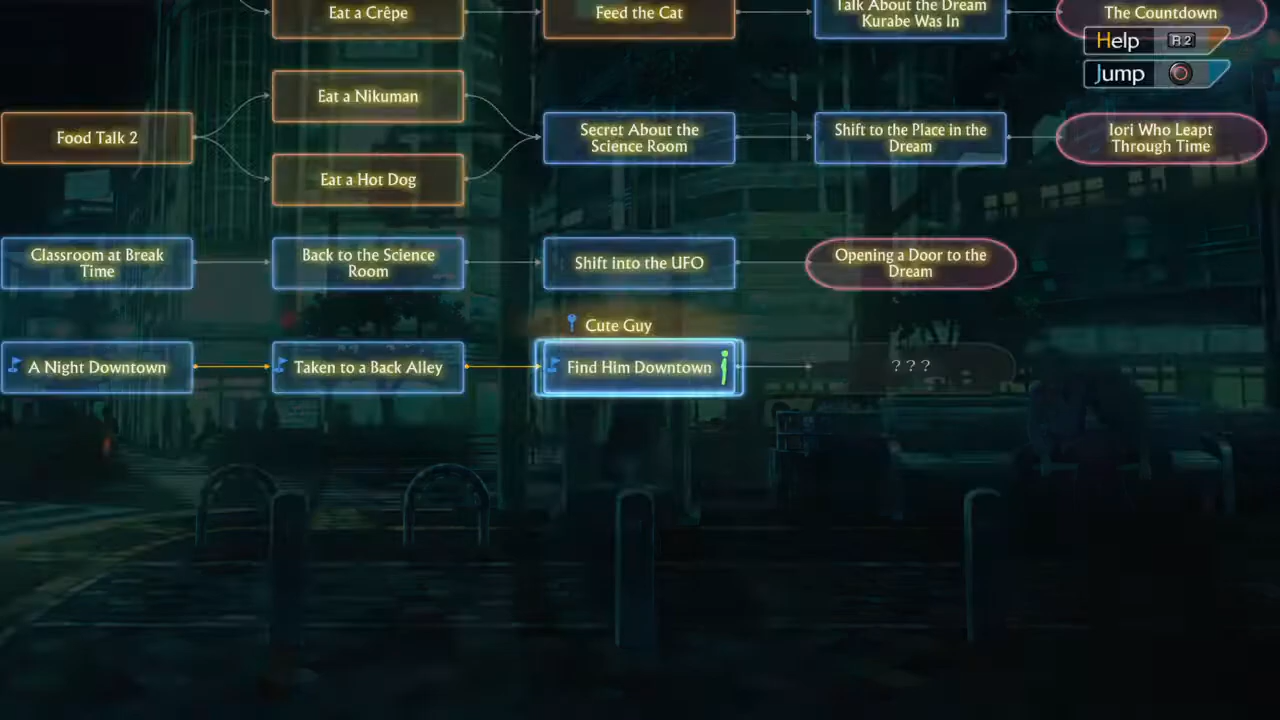 Eat a Crêpe
Feed the Cat
Talk About the Dream
Kurabe Was In
The Countdown
Help R2
Jump
Eat a Nikuman
Food Talk 2
Secret About the
Science Room
Shift to the Place in the
Dream
Iori Who Leapt
Through Time
Eat a Hot Dog
Classroom at Break
Time
Back to the Science
Room
Shift into the UFO
Opening a Door to the
Dream
Cute Guy
A Night Downtown
Taken to a Back Alley
Find Him Downtown
? ? ?